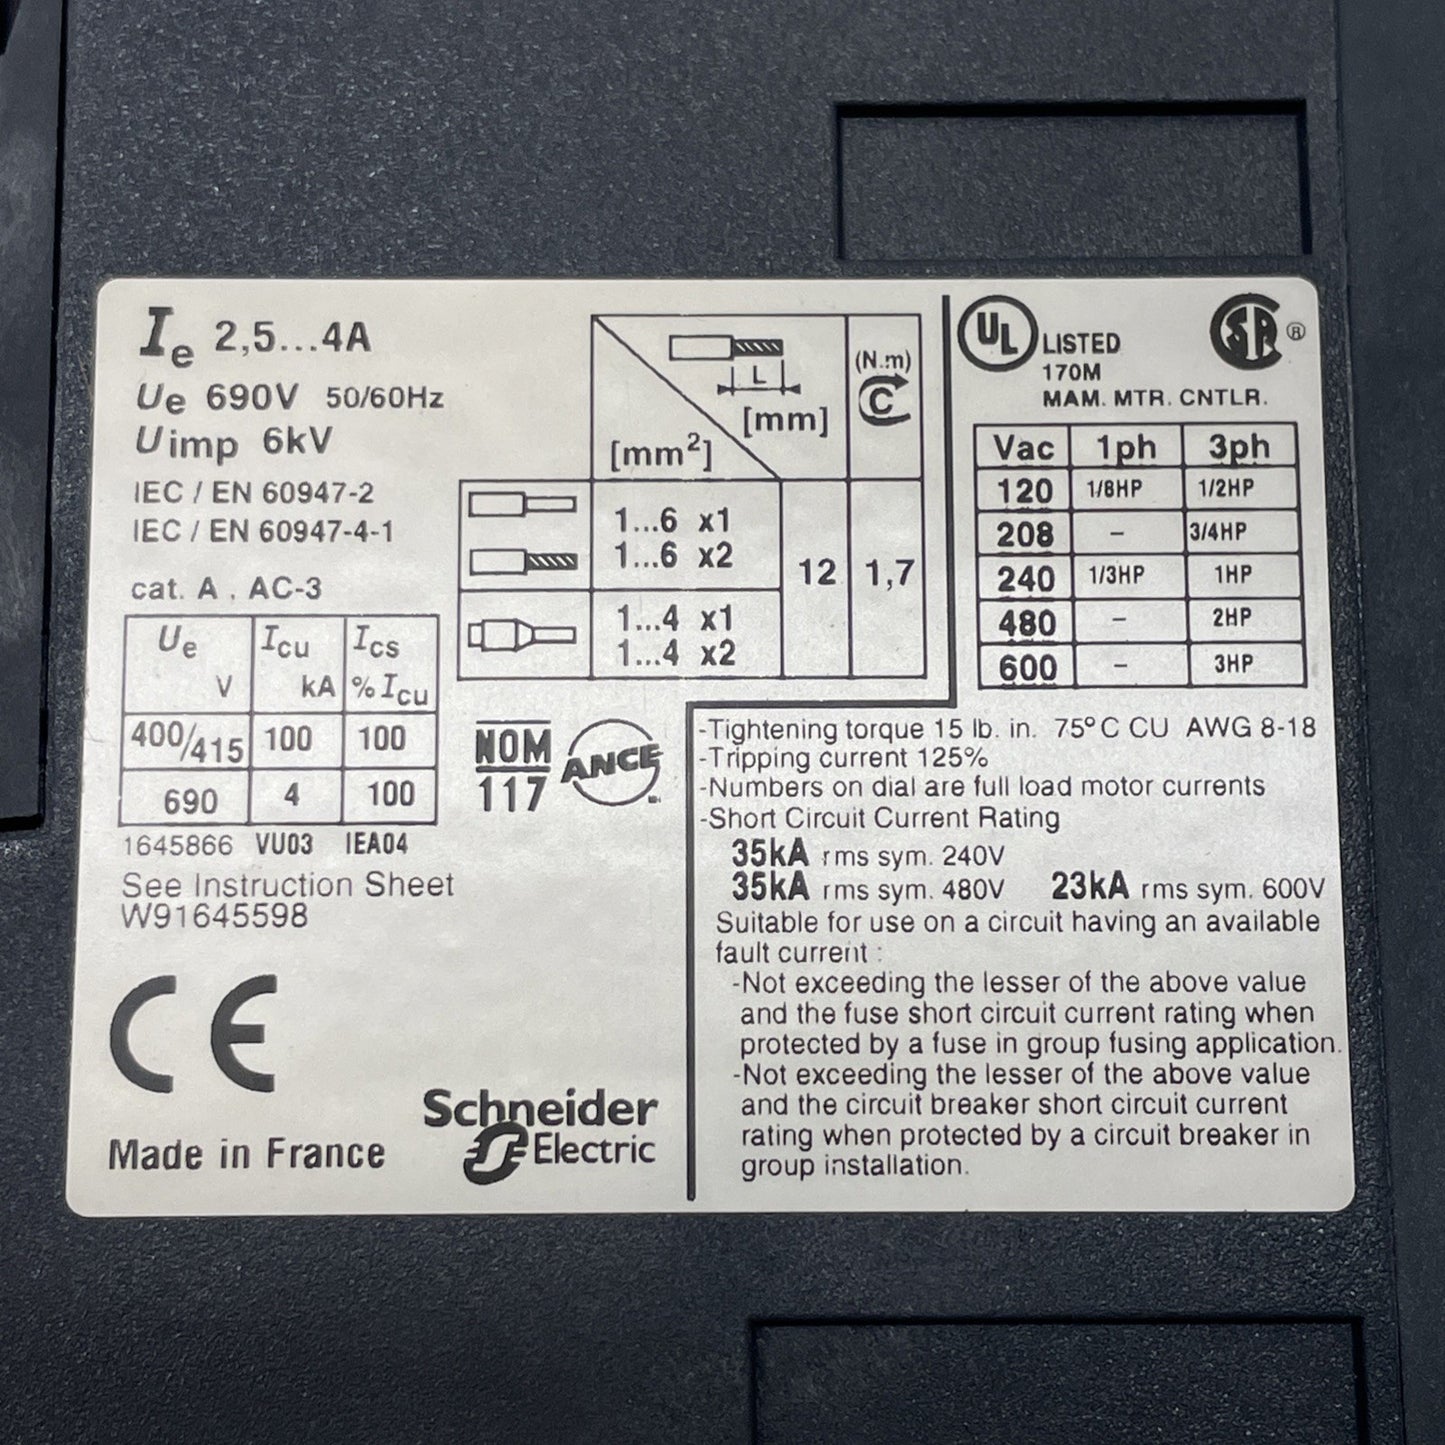 Ie 2,5...4A
Ue 690V 50/60Hz
Uimp 6kV
IEC / EN 60947-2
IEC / EN 60947-4-1
cat. A , AC-3
Ue V Icu kA Ics % Icu
400/415 100 100
690 4 100
1645866 VU03 IEA04
See Instruction Sheet
W91645598
CE
Made in France
L
[mm]
[mm²]
(N.m)
C
1...6 x1
1...6 x2
12 1,7
1...4 x1
1...4 x2
NOM
117
ANCE
Schneider
Electric
UL LISTED
170M
MAM. MTR. CNTLR.
SA ®
Vac 1ph 3ph
120 1/8HP 1/2HP
208 – 3/4HP
240 1/3HP 1HP
480 – 2HP
600 – 3HP
-Tightening torque 15 lb. in. 75°C CU AWG 8-18
-Tripping current 125%
-Numbers on dial are full load motor currents
-Short Circuit Current Rating
35kA rms sym. 240V
35kA rms sym. 480V 23kA rms sym. 600V
Suitable for use on a circuit having an available
fault current :
-Not exceeding the lesser of the above value
and the fuse short circuit current rating when
protected by a fuse in group fusing application.
-Not exceeding the lesser of the above value
and the circuit breaker short circuit current
rating when protected by a circuit breaker in
group installation.